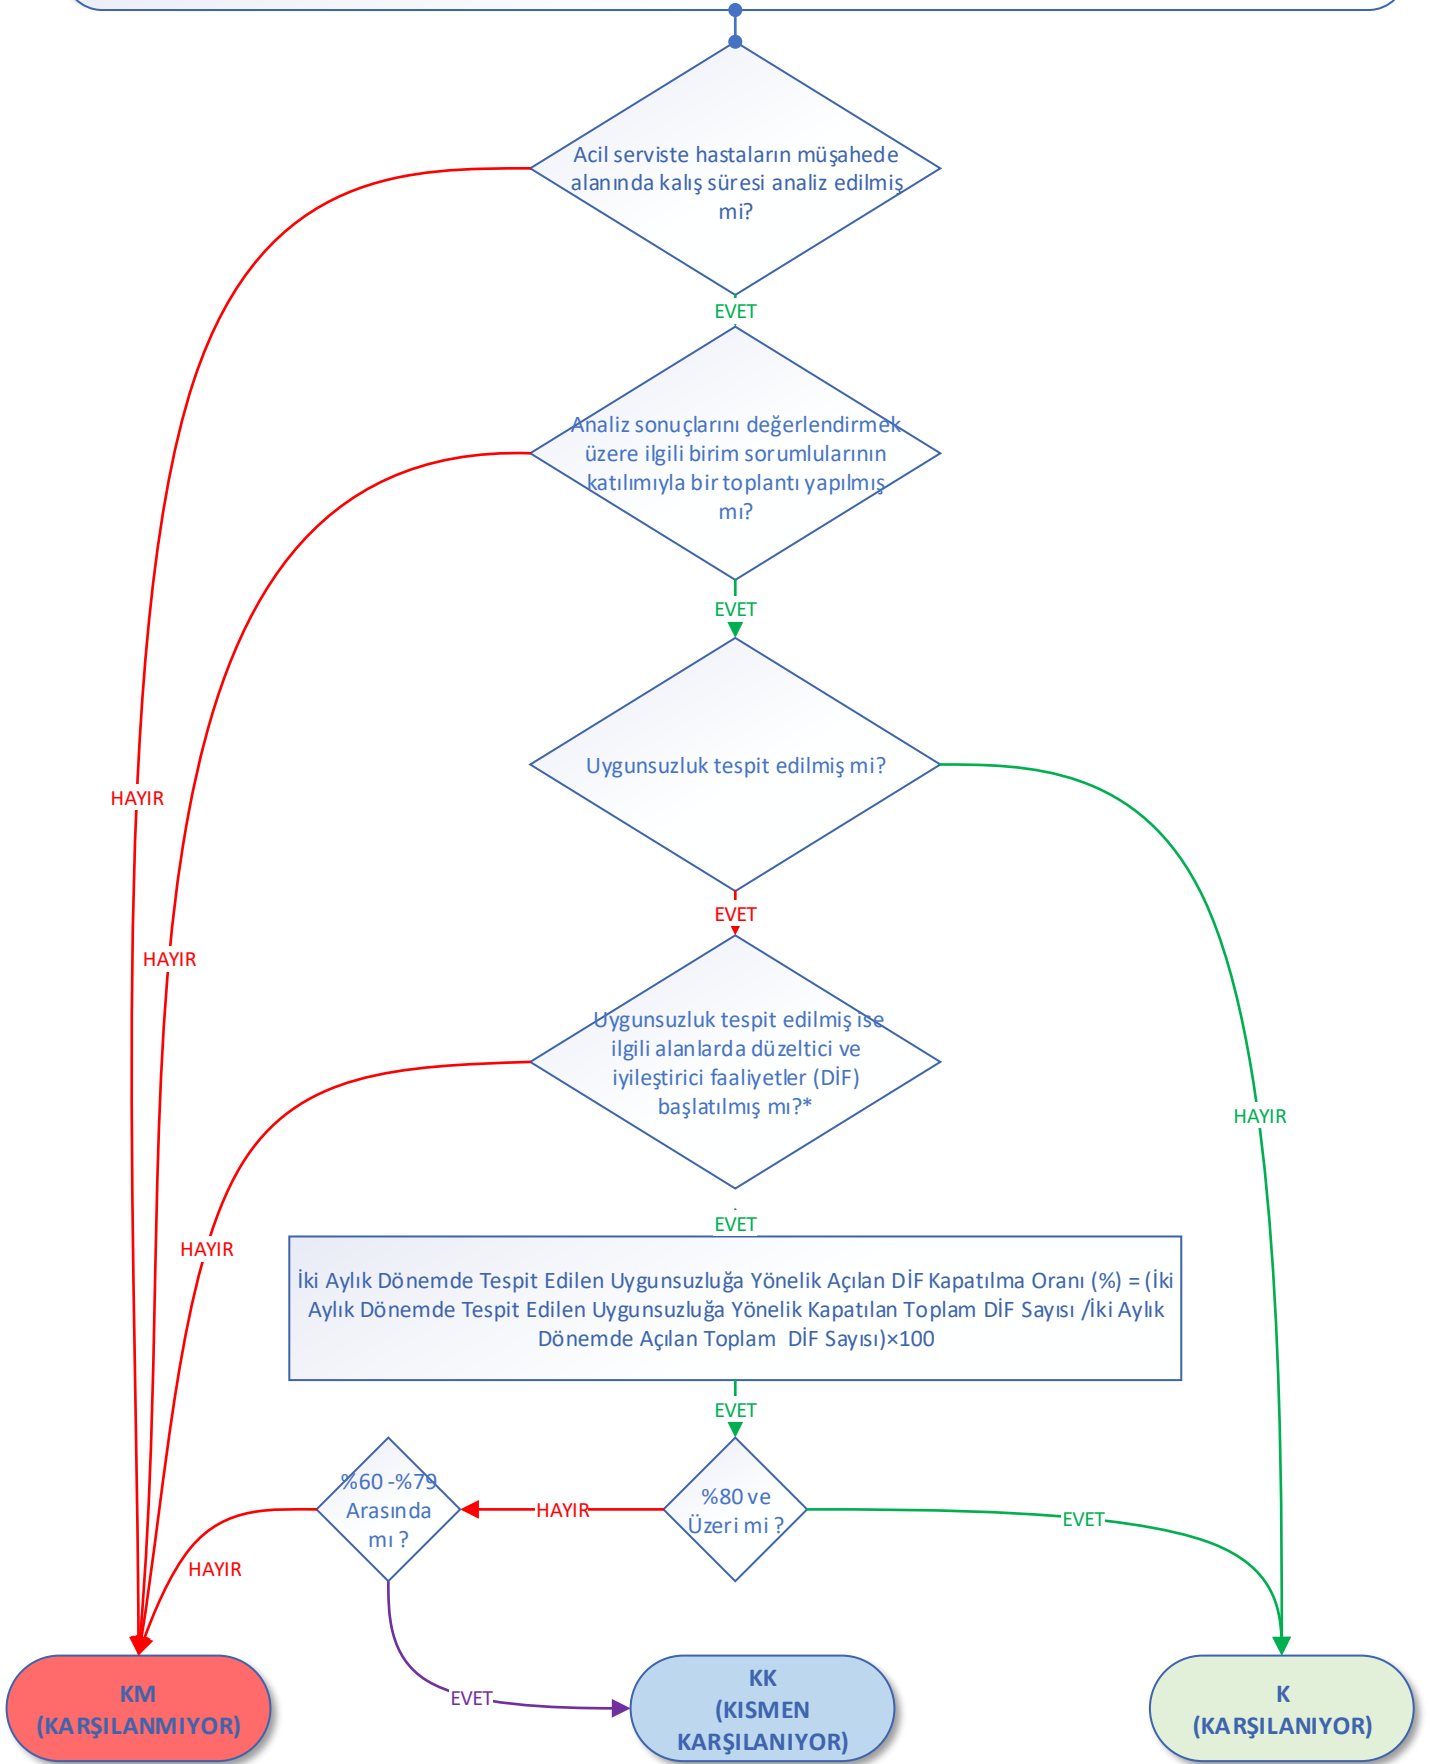 Acil serviste hastaların müşahede
alanında kalış süresi analiz edilmiş
mi?
EVET
Analiz sonuçlarını değerlendirmek
üzere ilgili birim sorumlularının
katılımıyla bir toplantı yapılmış
mı?
EVET
Uygunsuzluk tespit edilmiş mi?
HAYIR
EVET
HAYIR
Uygunsuzluk tespit edilmiş ise
ilgili alanlarda düzeltici ve
iyileştirici faaliyetler (DİF)
başlatılmış mı?*
HAYIR
EVET
HAYIR
İki Aylık Dönemde Tespit Edilen Uygunsuzluğa Yönelik Açılan DİF Kapatılma Oranı (%) = (İki
Aylık Dönemde Tespit Edilen Uygunsuzluğa Yönelik Kapatılan Toplam DİF Sayısı /İki Aylık
Dönemde Açılan Toplam DİF Sayısı)×100
EVET
%60 -%79
Arasında
mı ?
HAYIR
%80 ve
Üzeri mi ?
EVET
HAYIR
EVET
KM
(KARŞILANMIYOR)
KK
(KISMEN
KARŞILANIYOR)
K
(KARŞILANIYOR)